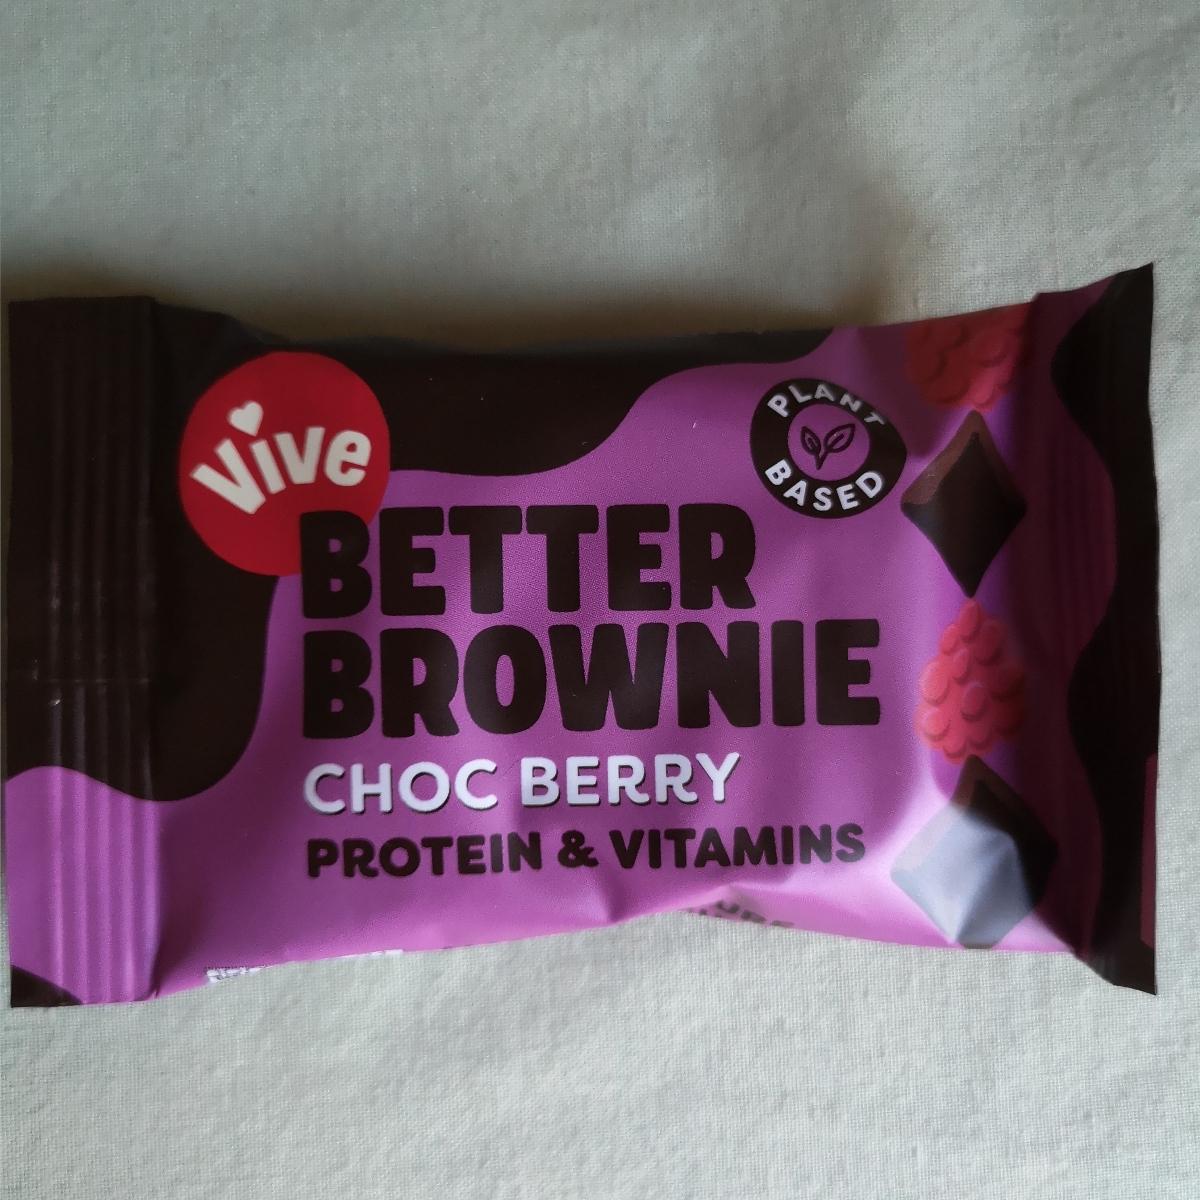 Vive
PLANT
BASED
BETTER
BROWNIE
CHOC BERRY
PROTEIN & VITAMINS